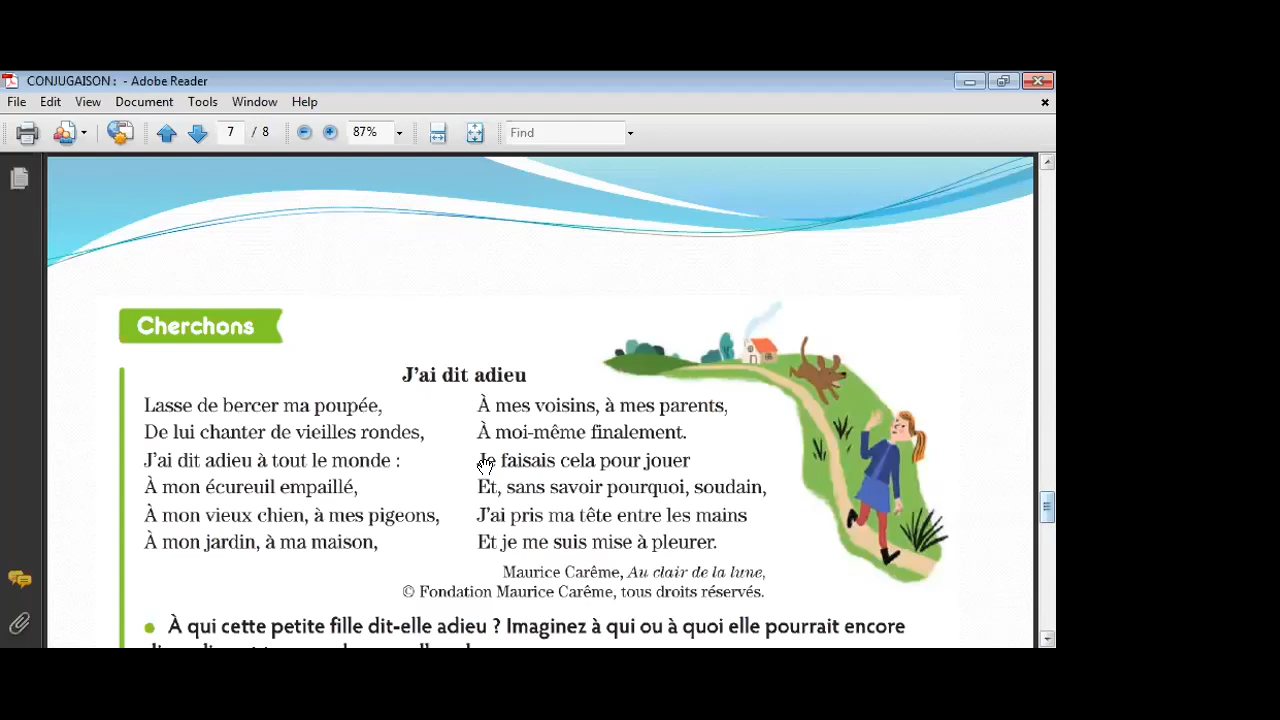 CONJUGAISON : - Adobe Reader
File Edit View Document Tools Window Help
7 / 8 87% Find
Cherchons
J'ai dit adieu
Lasse de bercer ma poupée,
De lui chanter de vieilles rondes,
J'ai dit adieu à tout le monde :
À mon écureuil empaillé,
À mon vieux chien, à mes pigeons,
À mon jardin, à ma maison,
À mes voisins, à mes parents,
À moi-même finalement.
Je faisais cela pour jouer
Et, sans savoir pourquoi, soudain,
J'ai pris ma tête entre les mains
Et je me suis mise à pleurer.
Maurice Carême, Au clair de la lune,
© Fondation Maurice Carême, tous droits réservés.
• À qui cette petite fille dit-elle adieu ? Imaginez à qui ou à quoi elle pourrait encore